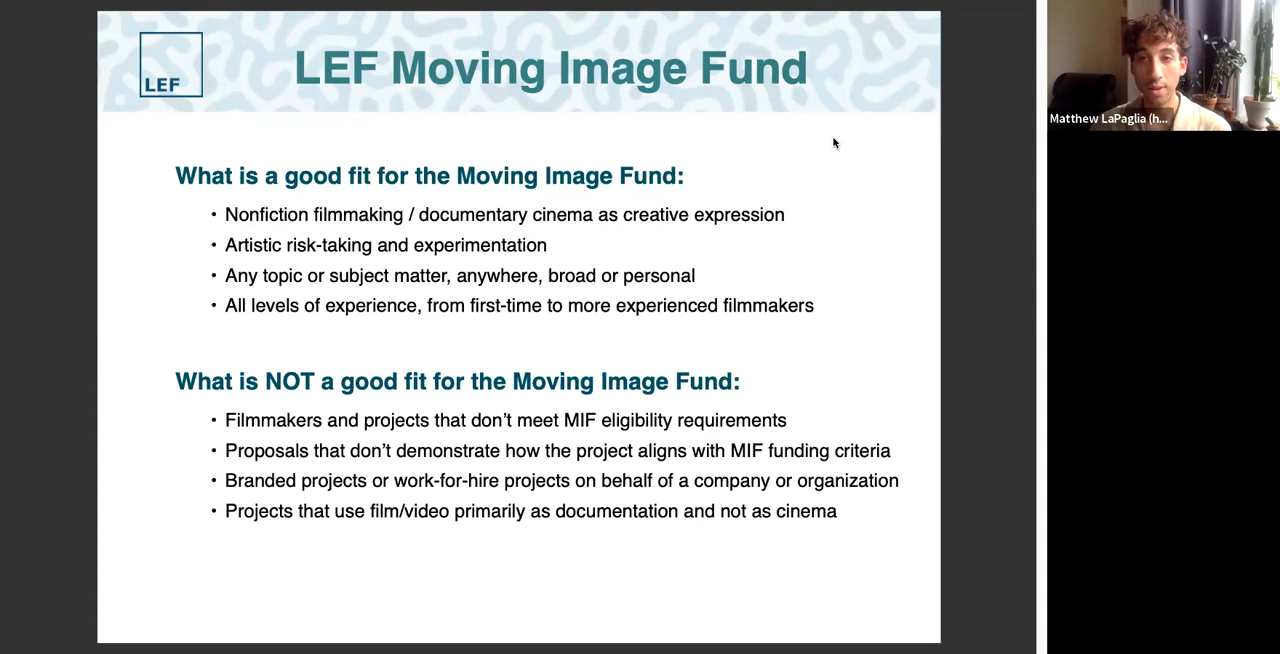 LEF
LEF Moving Image Fund
What is a good fit for the Moving Image Fund:
• Nonfiction filmmaking / documentary cinema as creative expression
• Artistic risk-taking and experimentation
• Any topic or subject matter, anywhere, broad or personal
• All levels of experience, from first-time to more experienced filmmakers
What is NOT a good fit for the Moving Image Fund:
• Filmmakers and projects that don’t meet MIF eligibility requirements
• Proposals that don’t demonstrate how the project aligns with MIF funding criteria
• Branded projects or work-for-hire projects on behalf of a company or organization
• Projects that use film/video primarily as documentation and not as cinema
Matthew LaPaglia (h...